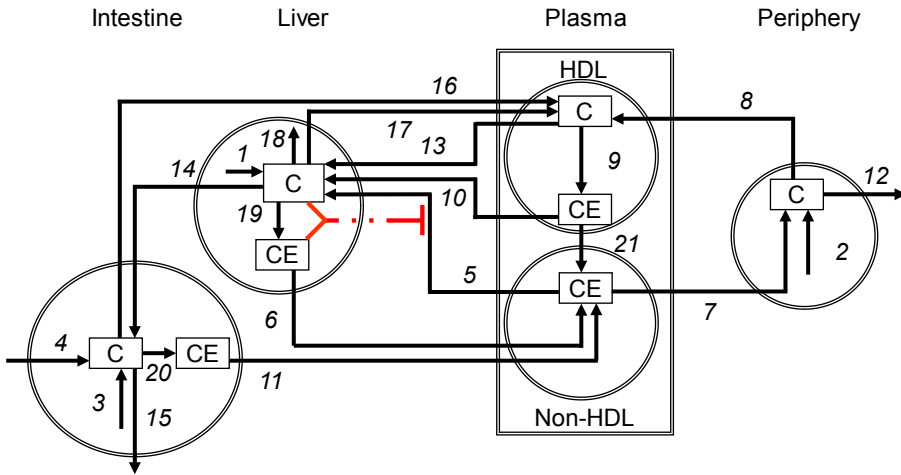 Intestine Liver Plasma Periphery
HDL
16
C
8
17
18
1
13
9
14
C
10
C
12
19
CE
CE
21
2
CE
5
7
6
4
C
CE
20
11
3
15
Non-HDL